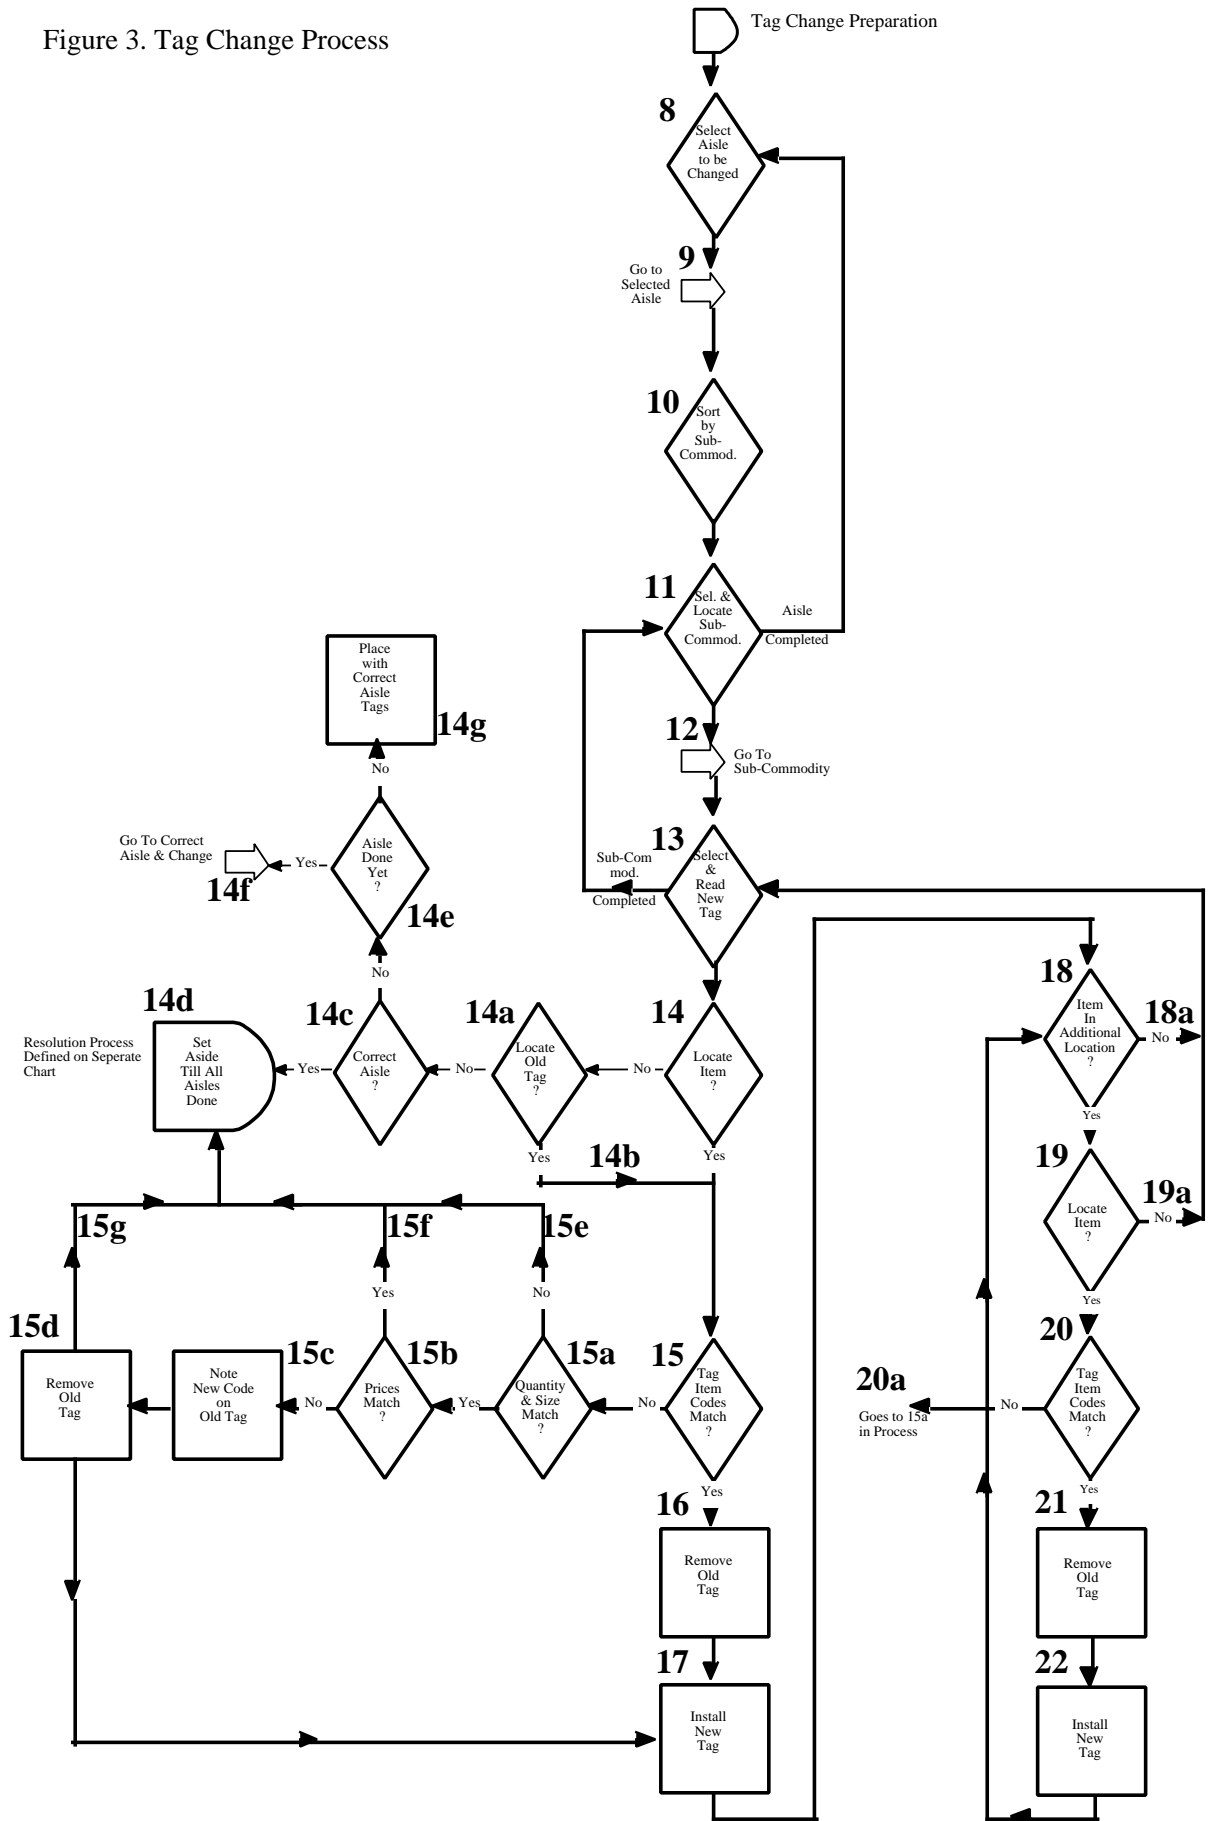 Tag Change Preparation
Figure 3. Tag Change Process
8
Select
Aisle
to be
Changed
9
Go to
Selected
Aisle
10
Sort
by
Sub-
Commod.
11
Sel. &
Locate
Sub-
Commod.
Aisle
Completed
12
Go To
Sub-Commodity
13
Select
&
Read
New
Tag
Sub-Com
mod.
Completed
Place
with
Correct
Aisle
Tags
14g
No
Go To Correct
Aisle & Change
14f
Yes
Aisle
Done
Yet
?
14e
No
14d
Resolution Process
Defined on Seperate
Chart
Set
Aside
Till All
Aisles
Done
Yes
14c
Correct
Aisle
?
No
14a
Locate
Old
Tag
?
No
14
Locate
Item
?
Yes
14b
Yes
18
Item
In
Additional
Location
?
18a
No
Yes
19
Locate
Item
?
19a
No
Yes
15g
15f
15e
Yes
No
15d
Remove
Old
Tag
15c
Note
New Code
on
Old Tag
No
15b
Prices
Match
?
Yes
15a
Quantity
& Size
Match
?
No
15
Tag
Item
Codes
Match
?
Yes
20
Tag
Item
Codes
Match
?
No
20a
Goes to 15a
in Process
Yes
16
Remove
Old
Tag
17
Install
New
Tag
21
Remove
Old
Tag
22
Install
New
Tag